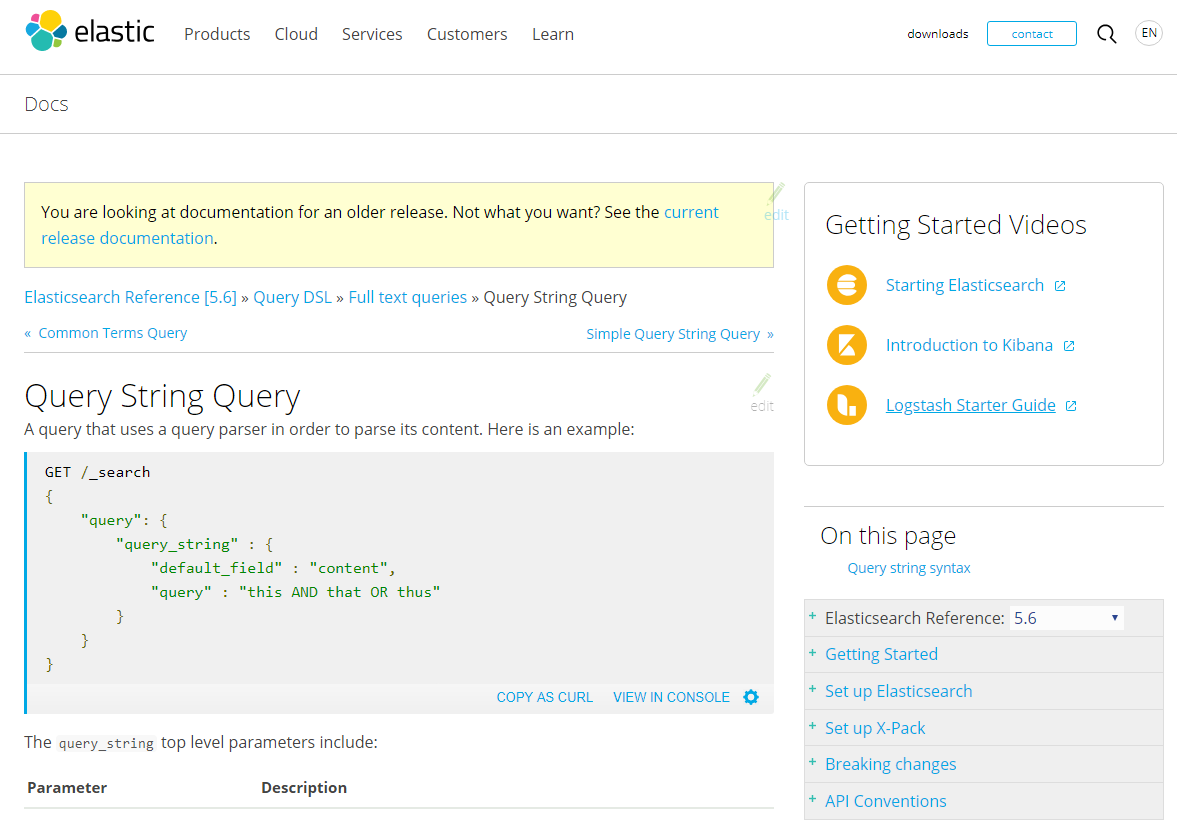 elastic
Products Cloud Services Customers Learn
downloads contact EN
Docs
You are looking at documentation for an older release. Not what you want? See the current
release documentation.
edit
Elasticsearch Reference [5.6] » Query DSL » Full text queries » Query String Query
« Common Terms Query
Simple Query String Query »
Query String Query
edit
A query that uses a query parser in order to parse its content. Here is an example:
GET /_search
{
    "query": {
        "query_string" : {
            "default_field" : "content",
            "query" : "this AND that OR thus"
        }
    }
}
COPY AS CURL VIEW IN CONSOLE
The query_string top level parameters include:
Parameter Description
Getting Started Videos
Starting Elasticsearch
Introduction to Kibana
Logstash Starter Guide
On this page
Query string syntax
+ Elasticsearch Reference: 5.6
+ Getting Started
+ Set up Elasticsearch
+ Set up X-Pack
+ Breaking changes
+ API Conventions